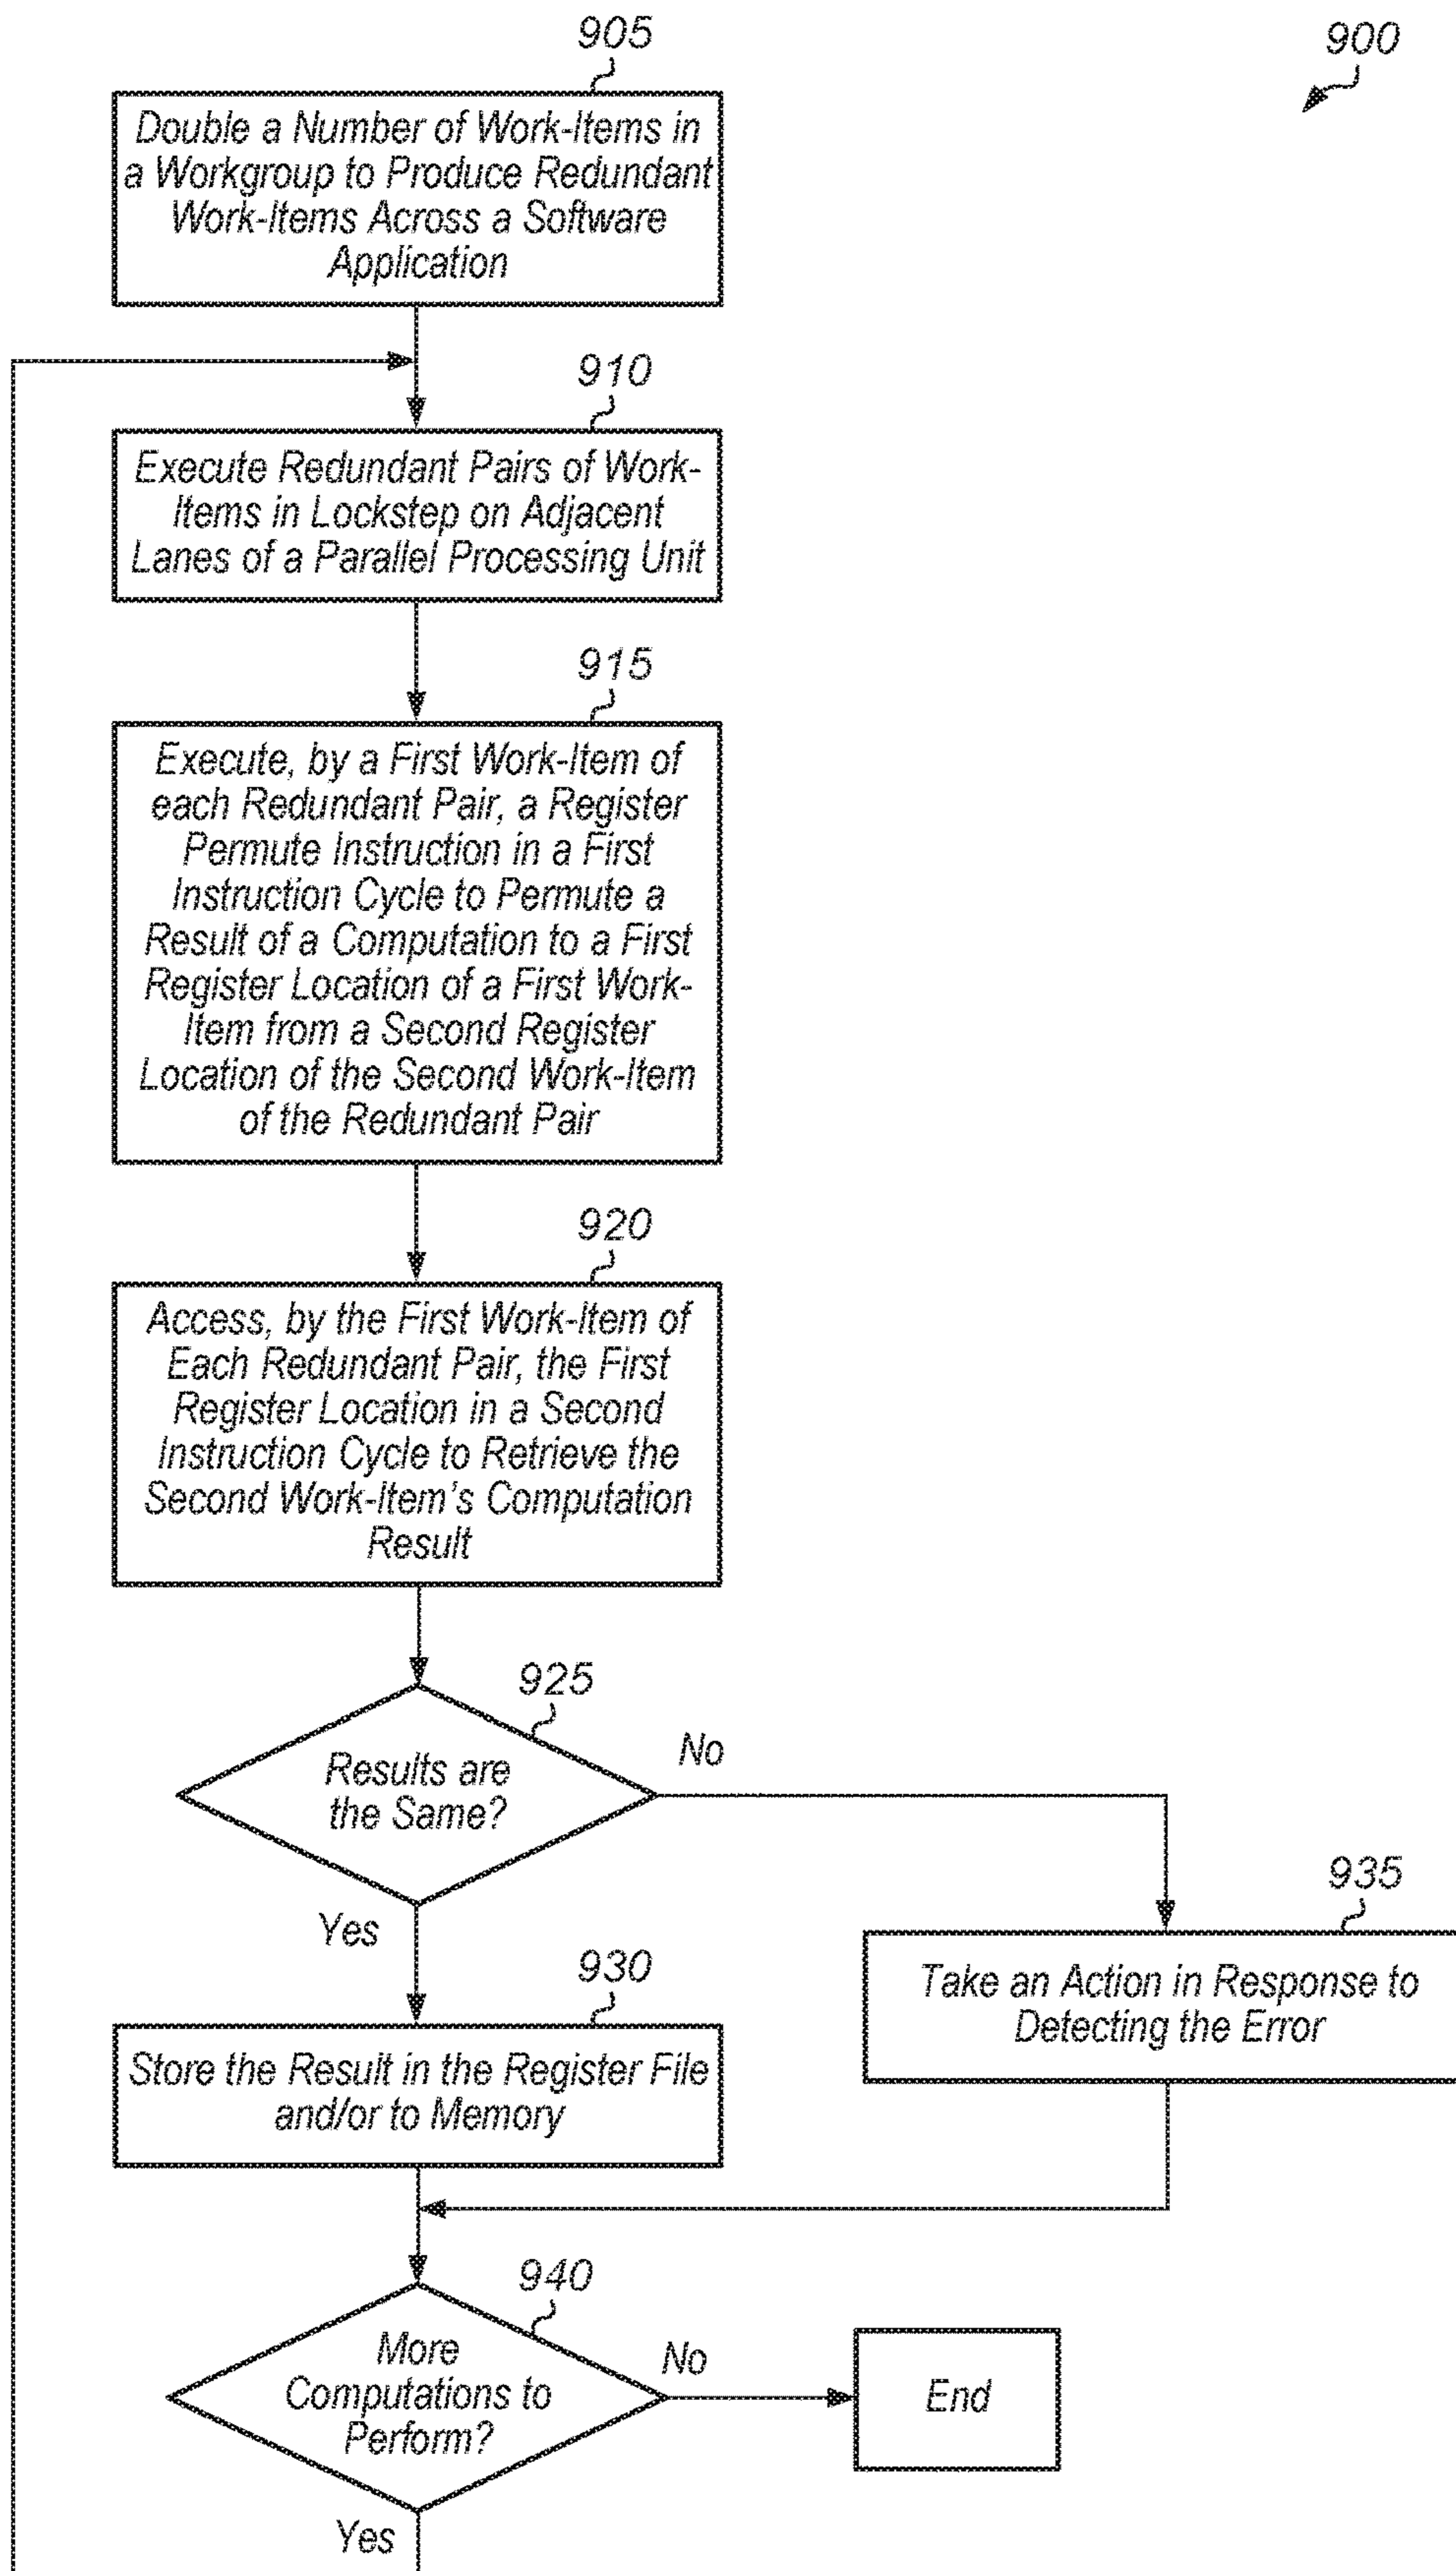 905
900
Double a Number of Work-Items in
a Workgroup to Produce Redundant
Work-Items Across a Software
Application
910
Execute Redundant Pairs of Work-
Items in Lockstep on Adjacent
Lanes of a Parallel Processing Unit
915
Execute, by a First Work-Item of
each Redundant Pair, a Register
Permute Instruction in a First
Instruction Cycle to Permute a
Result of a Computation to a First
Register Location of a First Work-
Item from a Second Register
Location of the Second Work-Item
of the Redundant Pair
920
Access, by the First Work-Item of
Each Redundant Pair, the First
Register Location in a Second
Instruction Cycle to Retrieve the
Second Work-Item's Computation
Result
925
Results are
the Same?
No
Yes
935
Take an Action in Response to
Detecting the Error
930
Store the Result in the Register File
and/or to Memory
940
More
Computations to
Perform?
No
End
Yes